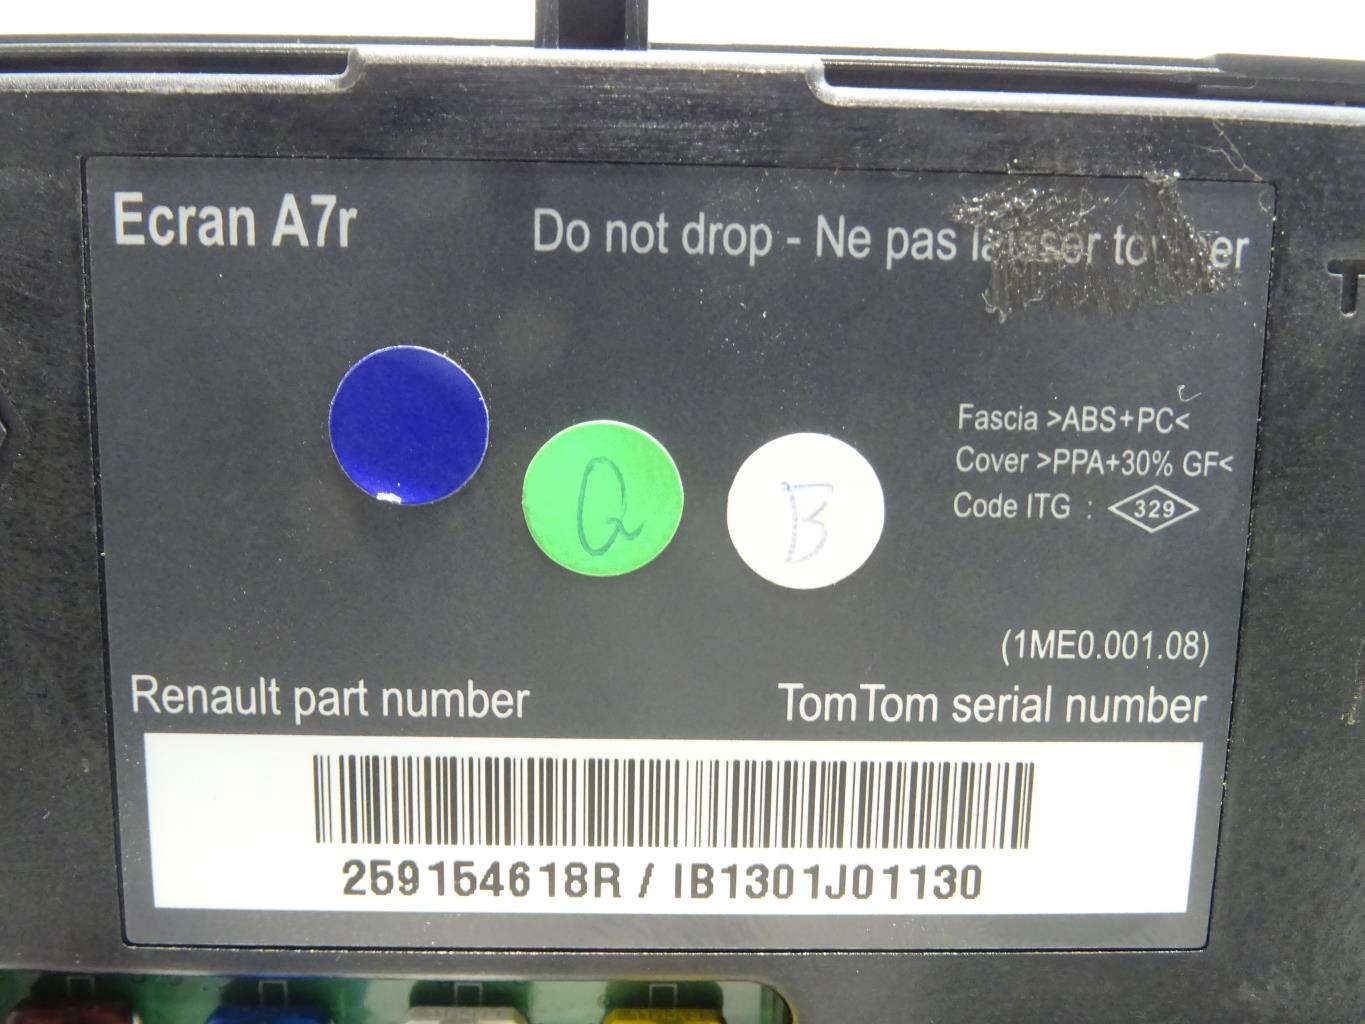 Ecran A7r
Do not drop - Ne pas laisser er
T
Q
B
Fascia >ABS+PC<
Cover >PPA+30% GF<
Code ITG : 329
(1ME0.001.08)
Renault part number
TomTom serial number
259154618R / IB1301J01130